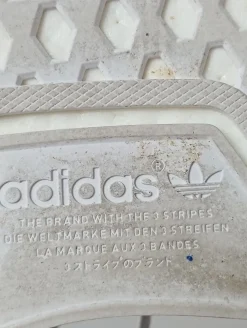 adidas®
THE BRAND WITH THE 3 STRIPES
DIE WELTMARKE MIT DEN 3 STREIFEN
LA MARQUE AUX 3 BANDES
3ストライプのブランド